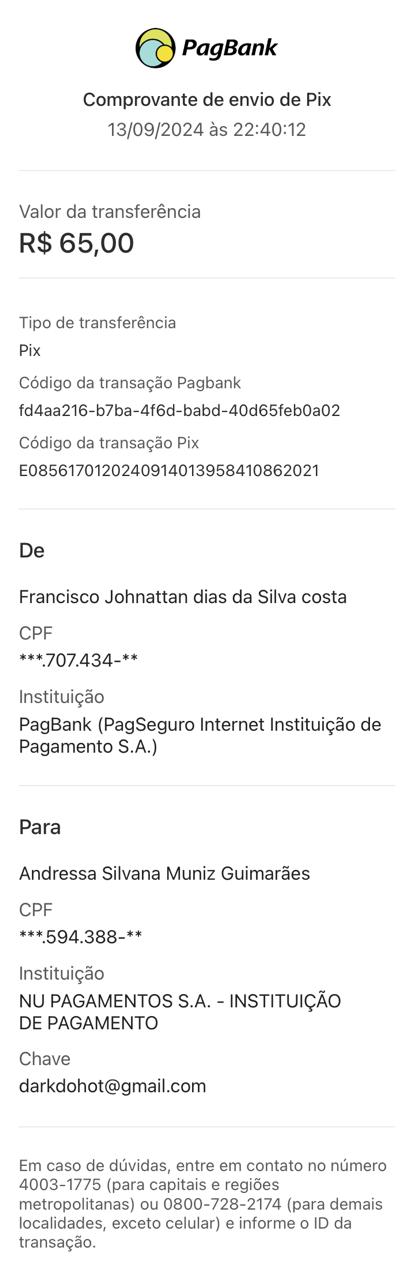 PagBank
Comprovante de envio de Pix
13/09/2024 às 22:40:12
Valor da transferência
R$ 65,00
Tipo de transferência
Pix
Código da transação Pagbank
fd4aa216-b7ba-4f6d-babd-40d65feb0a02
Código da transação Pix
E0856170120240914013958410862021
De
Francisco Johnattan dias da Silva costa
CPF
***.707.434-**
Instituição
PagBank (PagSeguro Internet Instituição de
Pagamento S.A.)
Para
Andressa Silvana Muniz Guimarães
CPF
***.594.388-**
Instituição
NU PAGAMENTOS S.A. - INSTITUIÇÃO
DE PAGAMENTO
Chave
darkdohot@gmail.com
Em caso de dúvidas, entre em contato no número
4003-1775 (para capitais e regiões
metropolitanas) ou 0800-728-2174 (para demais
localidades, exceto celular) e informe o ID da
transação.